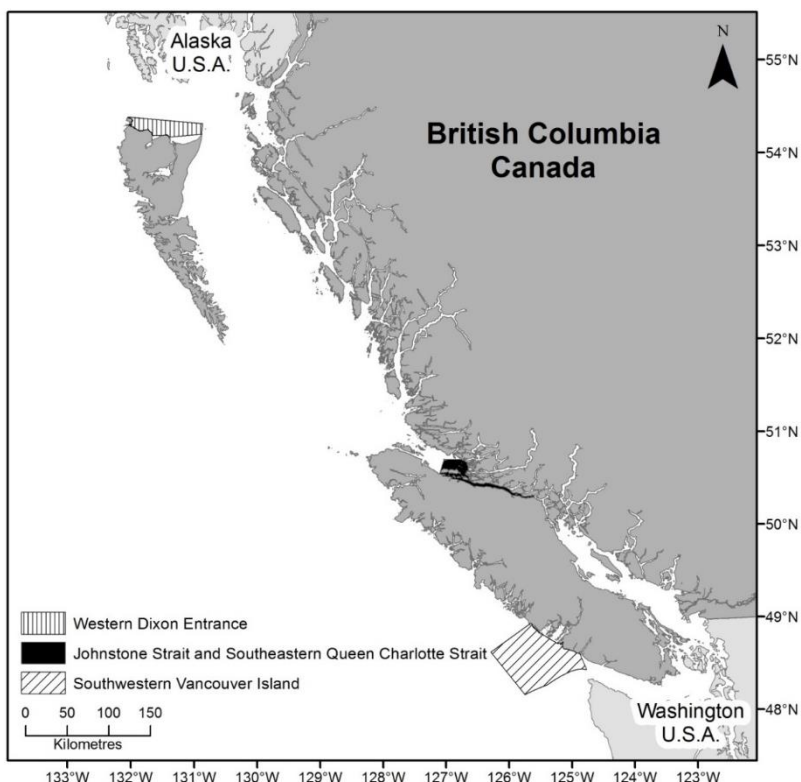 Alaska
U.S.A.
N
55°N
British Columbia
Canada
54°N
53°N
52°N
51°N
50°N
49°N
48°N
Western Dixon Entrance
Johnstone Strait and Southeastern Queen Charlotte Strait
Southwestern Vancouver Island
0 50 100 150
Kilometres
Washington
U.S.A.
133°W 132°W 131°W 130°W 129°W 128°W 127°W 126°W 125°W 124°W 123°W